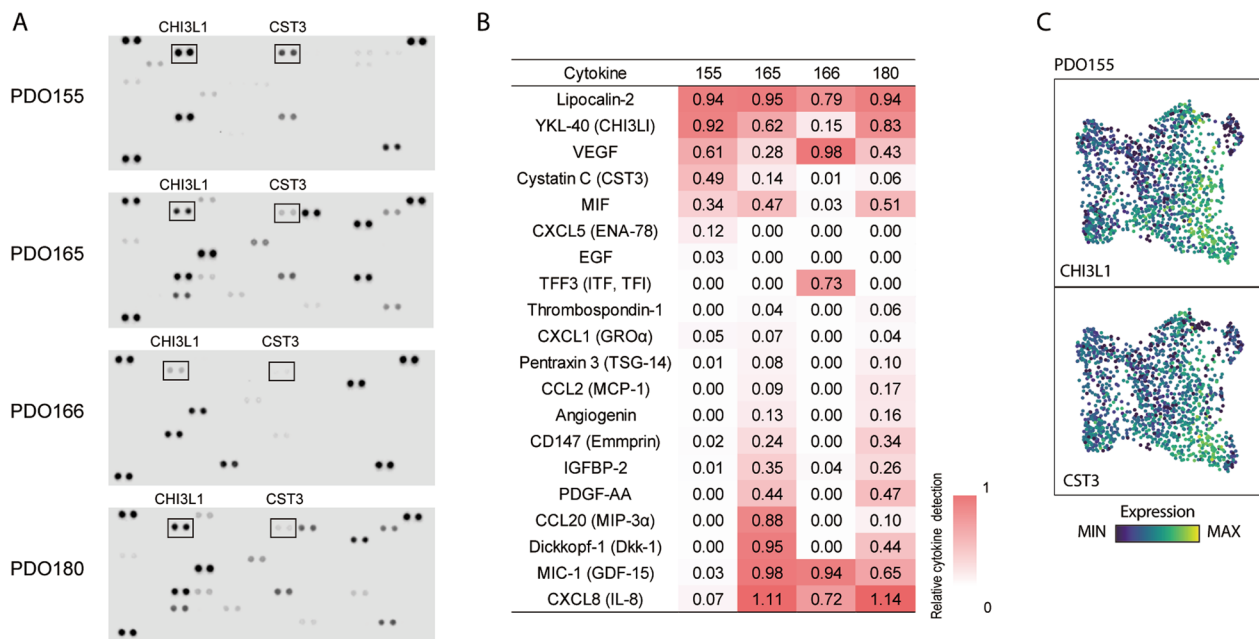 A
CHI3L1 CST3
PDO155
CHI3L1 CST3
PDO165
CHI3L1 CST3
PDO166
CHI3L1 CST3
PDO180
B
Cytokine 155 165 166 180
Lipocalin-2 0.94 0.95 0.79 0.94
YKL-40 (CHI3LI) 0.92 0.62 0.15 0.83
VEGF 0.61 0.28 0.98 0.43
Cystatin C (CST3) 0.49 0.14 0.01 0.06
MIF 0.34 0.47 0.03 0.51
CXCL5 (ENA-78) 0.12 0.00 0.00 0.00
EGF 0.03 0.00 0.00 0.00
TFF3 (ITF, TFI) 0.00 0.00 0.73 0.00
Thrombospondin-1 0.00 0.04 0.00 0.06
CXCL1 (GROα) 0.05 0.07 0.00 0.04
Pentraxin 3 (TSG-14) 0.01 0.08 0.00 0.10
CCL2 (MCP-1) 0.00 0.09 0.00 0.17
Angiogenin 0.00 0.13 0.00 0.16
CD147 (Emmprin) 0.02 0.24 0.00 0.34
IGFBP-2 0.01 0.35 0.04 0.26
PDGF-AA 0.00 0.44 0.00 0.47
CCL20 (MIP-3α) 0.00 0.88 0.00 0.10
Dickkopf-1 (Dkk-1) 0.00 0.95 0.00 0.44
MIC-1 (GDF-15) 0.03 0.98 0.94 0.65
CXCL8 (IL-8) 0.07 1.11 0.72 1.14
Relative cytokine detection
1
0
C
PDO155
CHI3L1
CST3
Expression
MIN MAX